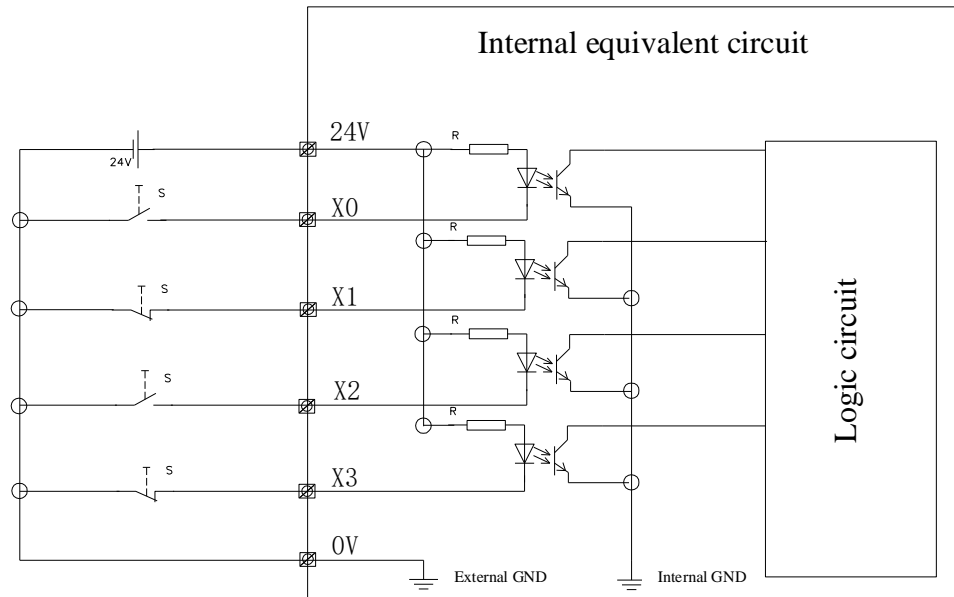 Internal equivalent circuit
24V
R
24V
S
X0
R
S
X1
R
S
X2
R
S
X3
0V
External GND
Internal GND
Logic circuit